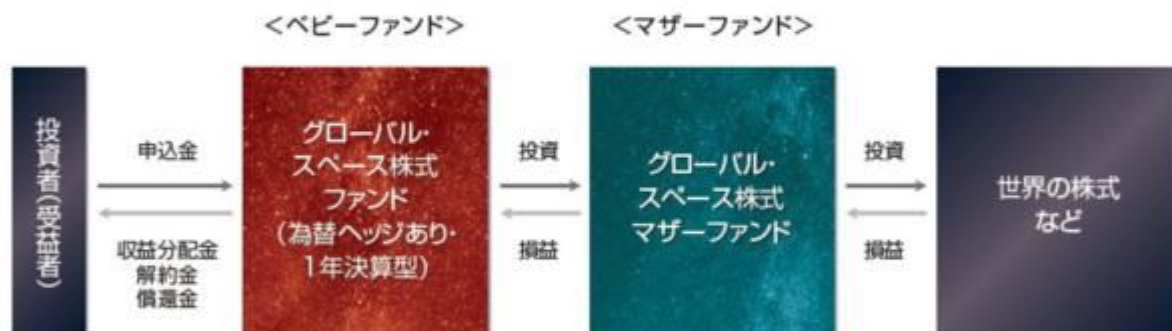 <ベビーファンド>
<マザーファンド>
投資者(受益者)
申込金
収益分配金
解約金
償還金
グローバル・
スペース株式
ファンド
(為替ヘッジあり・
1年決算型)
投資
損益
グローバル・
スペース株式
マザーファンド
投資
損益
世界の株式
など